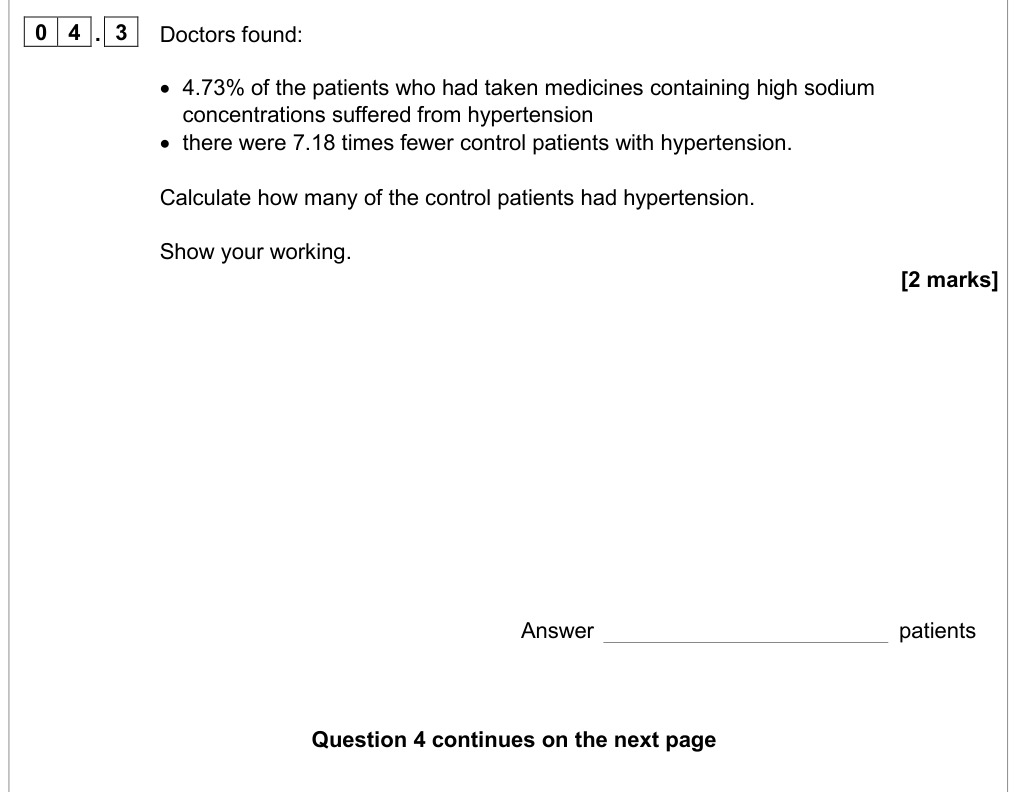 04.3 Doctors found:
• 4.73% of the patients who had taken medicines containing high sodium
concentrations suffered from hypertension
• there were 7.18 times fewer control patients with hypertension.
Calculate how many of the control patients had hypertension.
Show your working.
[2 marks]
Answer patients
Question 4 continues on the next page